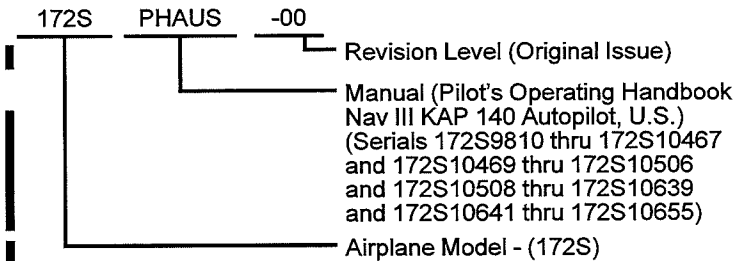 172S PHAUS -00
Revision Level (Original Issue)
Manual (Pilot's Operating Handbook
Nav III KAP 140 Autopilot, U.S.)
(Serials 172S9810 thru 172S10467
and 172S10469 thru 172S10506
and 172S10508 thru 172S10639
and 172S10641 thru 172S10655)
Airplane Model - (172S)